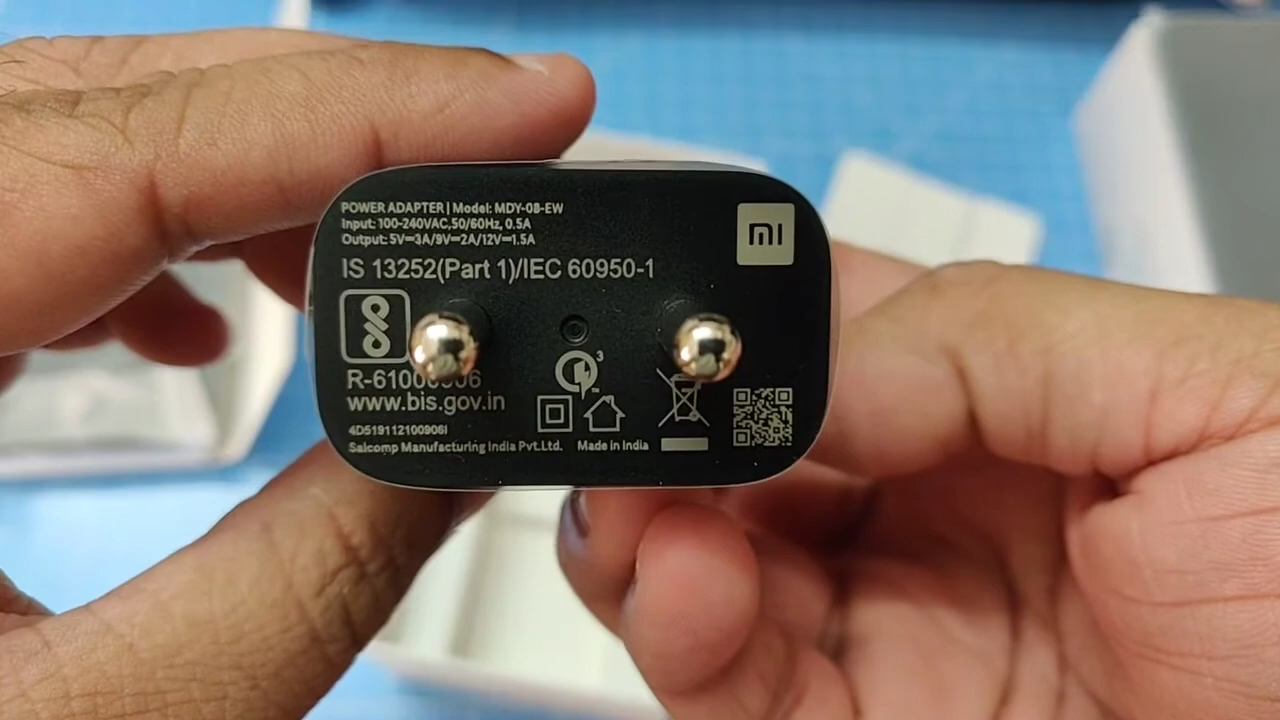 POWER ADAPTER | Model: MDY-08-EW
Input: 100-240VAC,50/60Hz, 0.5A
Output: 5V⎓3A/9V⎓2A/12V⎓1.5A
mi
IS 13252(Part 1)/IEC 60950-1
3
TM
www.bis.gov.in
4D519112100906I
Salcomp Manufacturing India Pvt.Ltd. Made in India